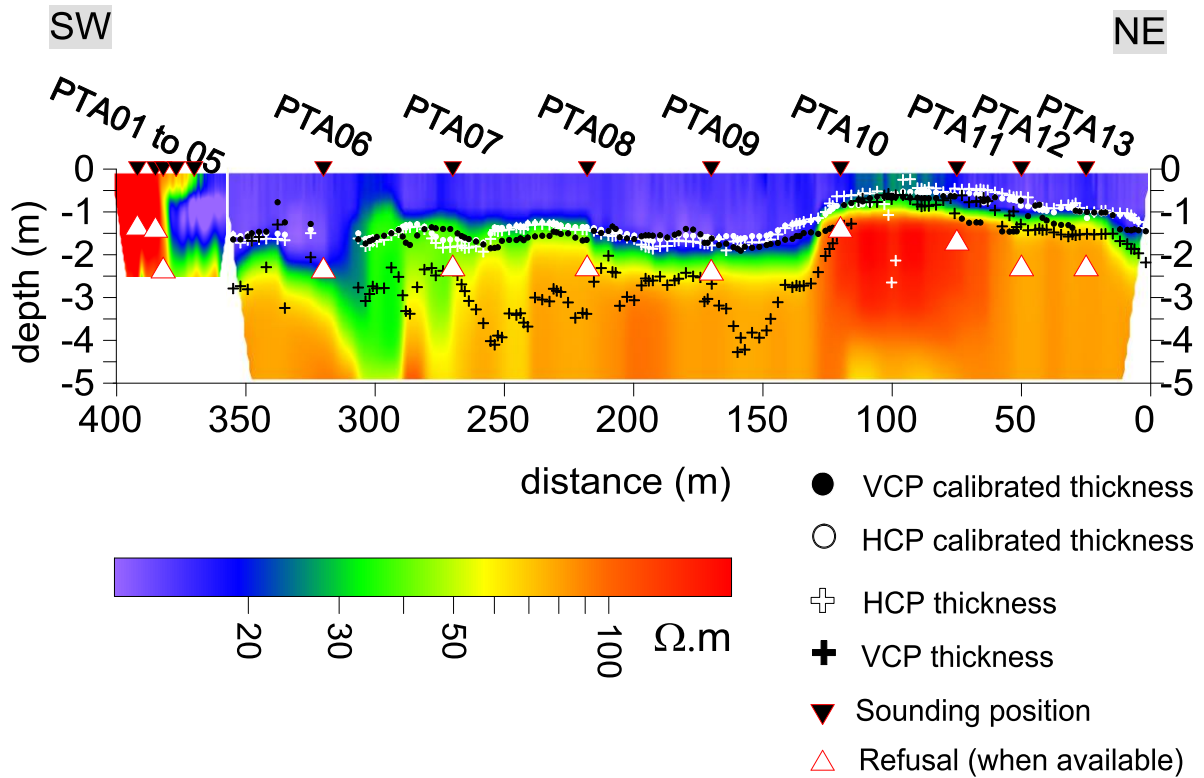 SW NE
PTA01 to 05 PTA06 PTA07 PTA08 PTA09 PTA10 PTA11 PTA12 PTA13
0 0
-1 -1
-2 -2
-3 -3
-4 -4
-5 -5
depth (m)
400 350 300 250 200 150 100 50 0
distance (m)
20 30 50 100 Ω.m
VCP calibrated thickness
HCP calibrated thickness
HCP thickness
VCP thickness
Sounding position
Refusal (when available)